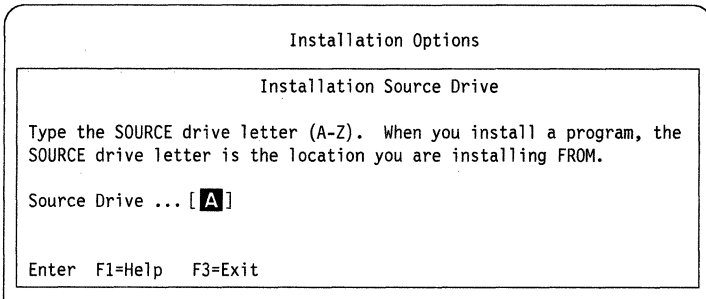 Installation Options
Installation Source Drive
Type the SOURCE drive letter (A-Z).  When you install a program, the
SOURCE drive letter is the location you are installing FROM.
Source Drive ... [A]
Enter  F1=Help   F3=Exit